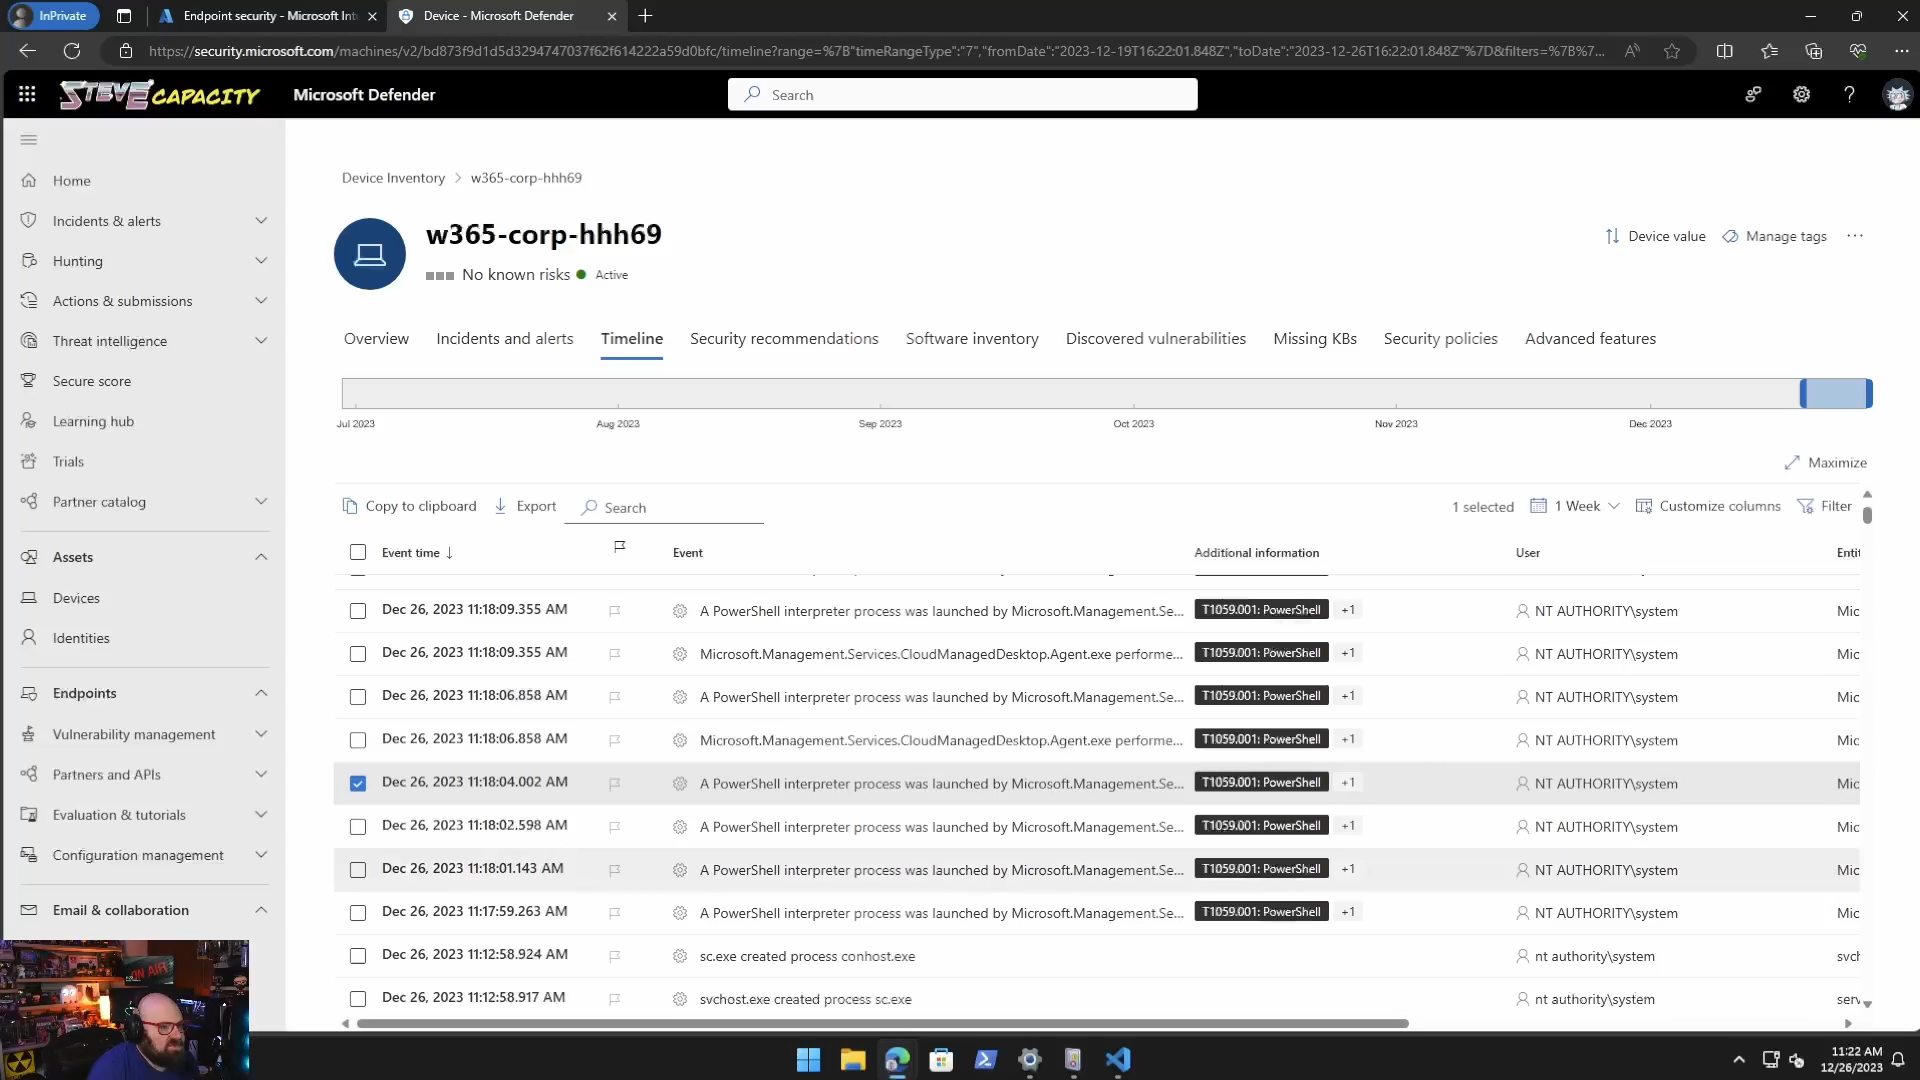 InPrivate
Endpoint security - Microsoft Int
Device - Microsoft Defender
https://security.microsoft.com/machines/v2/bd873f9d1d5d3294747037f62f614222a59d0bfc/timeline?range=%7B"timeRangeType":"7","fromDate":"2023-12-19T16:22:01.848Z","toDate":"2023-12-26T16:22:01.848Z"%7D&filters=%7B%7...
STEVECAPACITY
Microsoft Defender
Search
Home
Incidents & alerts
Hunting
Actions & submissions
Threat intelligence
Secure score
Learning hub
Trials
Partner catalog
Assets
Devices
Identities
Endpoints
Vulnerability management
Partners and APIs
Evaluation & tutorials
Configuration management
Email & collaboration
ON AIR
Device Inventory > w365-corp-hhh69
w365-corp-hhh69
No known risks Active
Device value Manage tags ...
Overview Incidents and alerts Timeline Security recommendations Software inventory Discovered vulnerabilities Missing KBs Security policies Advanced features
Jul 2023 Aug 2023 Sep 2023 Oct 2023 Nov 2023 Dec 2023
Maximize
Copy to clipboard Export Search 1 selected 1 Week Customize columns Filter
Event time ↓ Event Additional information User Entit
Dec 26, 2023 11:18:09.355 AM A PowerShell interpreter process was launched by Microsoft.Management.Se... T1059.001: PowerShell +1 NT AUTHORITY\system Mic
Dec 26, 2023 11:18:09.355 AM Microsoft.Management.Services.CloudManagedDesktop.Agent.exe performe... T1059.001: PowerShell +1 NT AUTHORITY\system Mic
Dec 26, 2023 11:18:06.858 AM A PowerShell interpreter process was launched by Microsoft.Management.Se... T1059.001: PowerShell +1 NT AUTHORITY\system Mic
Dec 26, 2023 11:18:06.858 AM Microsoft.Management.Services.CloudManagedDesktop.Agent.exe performe... T1059.001: PowerShell +1 NT AUTHORITY\system Mic
Dec 26, 2023 11:18:04.002 AM A PowerShell interpreter process was launched by Microsoft.Management.Se... T1059.001: PowerShell +1 NT AUTHORITY\system Mic
Dec 26, 2023 11:18:02.598 AM A PowerShell interpreter process was launched by Microsoft.Management.Se... T1059.001: PowerShell +1 NT AUTHORITY\system Mic
Dec 26, 2023 11:18:01.143 AM A PowerShell interpreter process was launched by Microsoft.Management.Se... T1059.001: PowerShell +1 NT AUTHORITY\system Mic
Dec 26, 2023 11:17:59.263 AM A PowerShell interpreter process was launched by Microsoft.Management.Se... T1059.001: PowerShell +1 NT AUTHORITY\system Mic
Dec 26, 2023 11:12:58.924 AM sc.exe created process conhost.exe nt authority\system svch
Dec 26, 2023 11:12:58.917 AM svchost.exe created process sc.exe nt authority\system serv
11:22 AM
12/26/2023